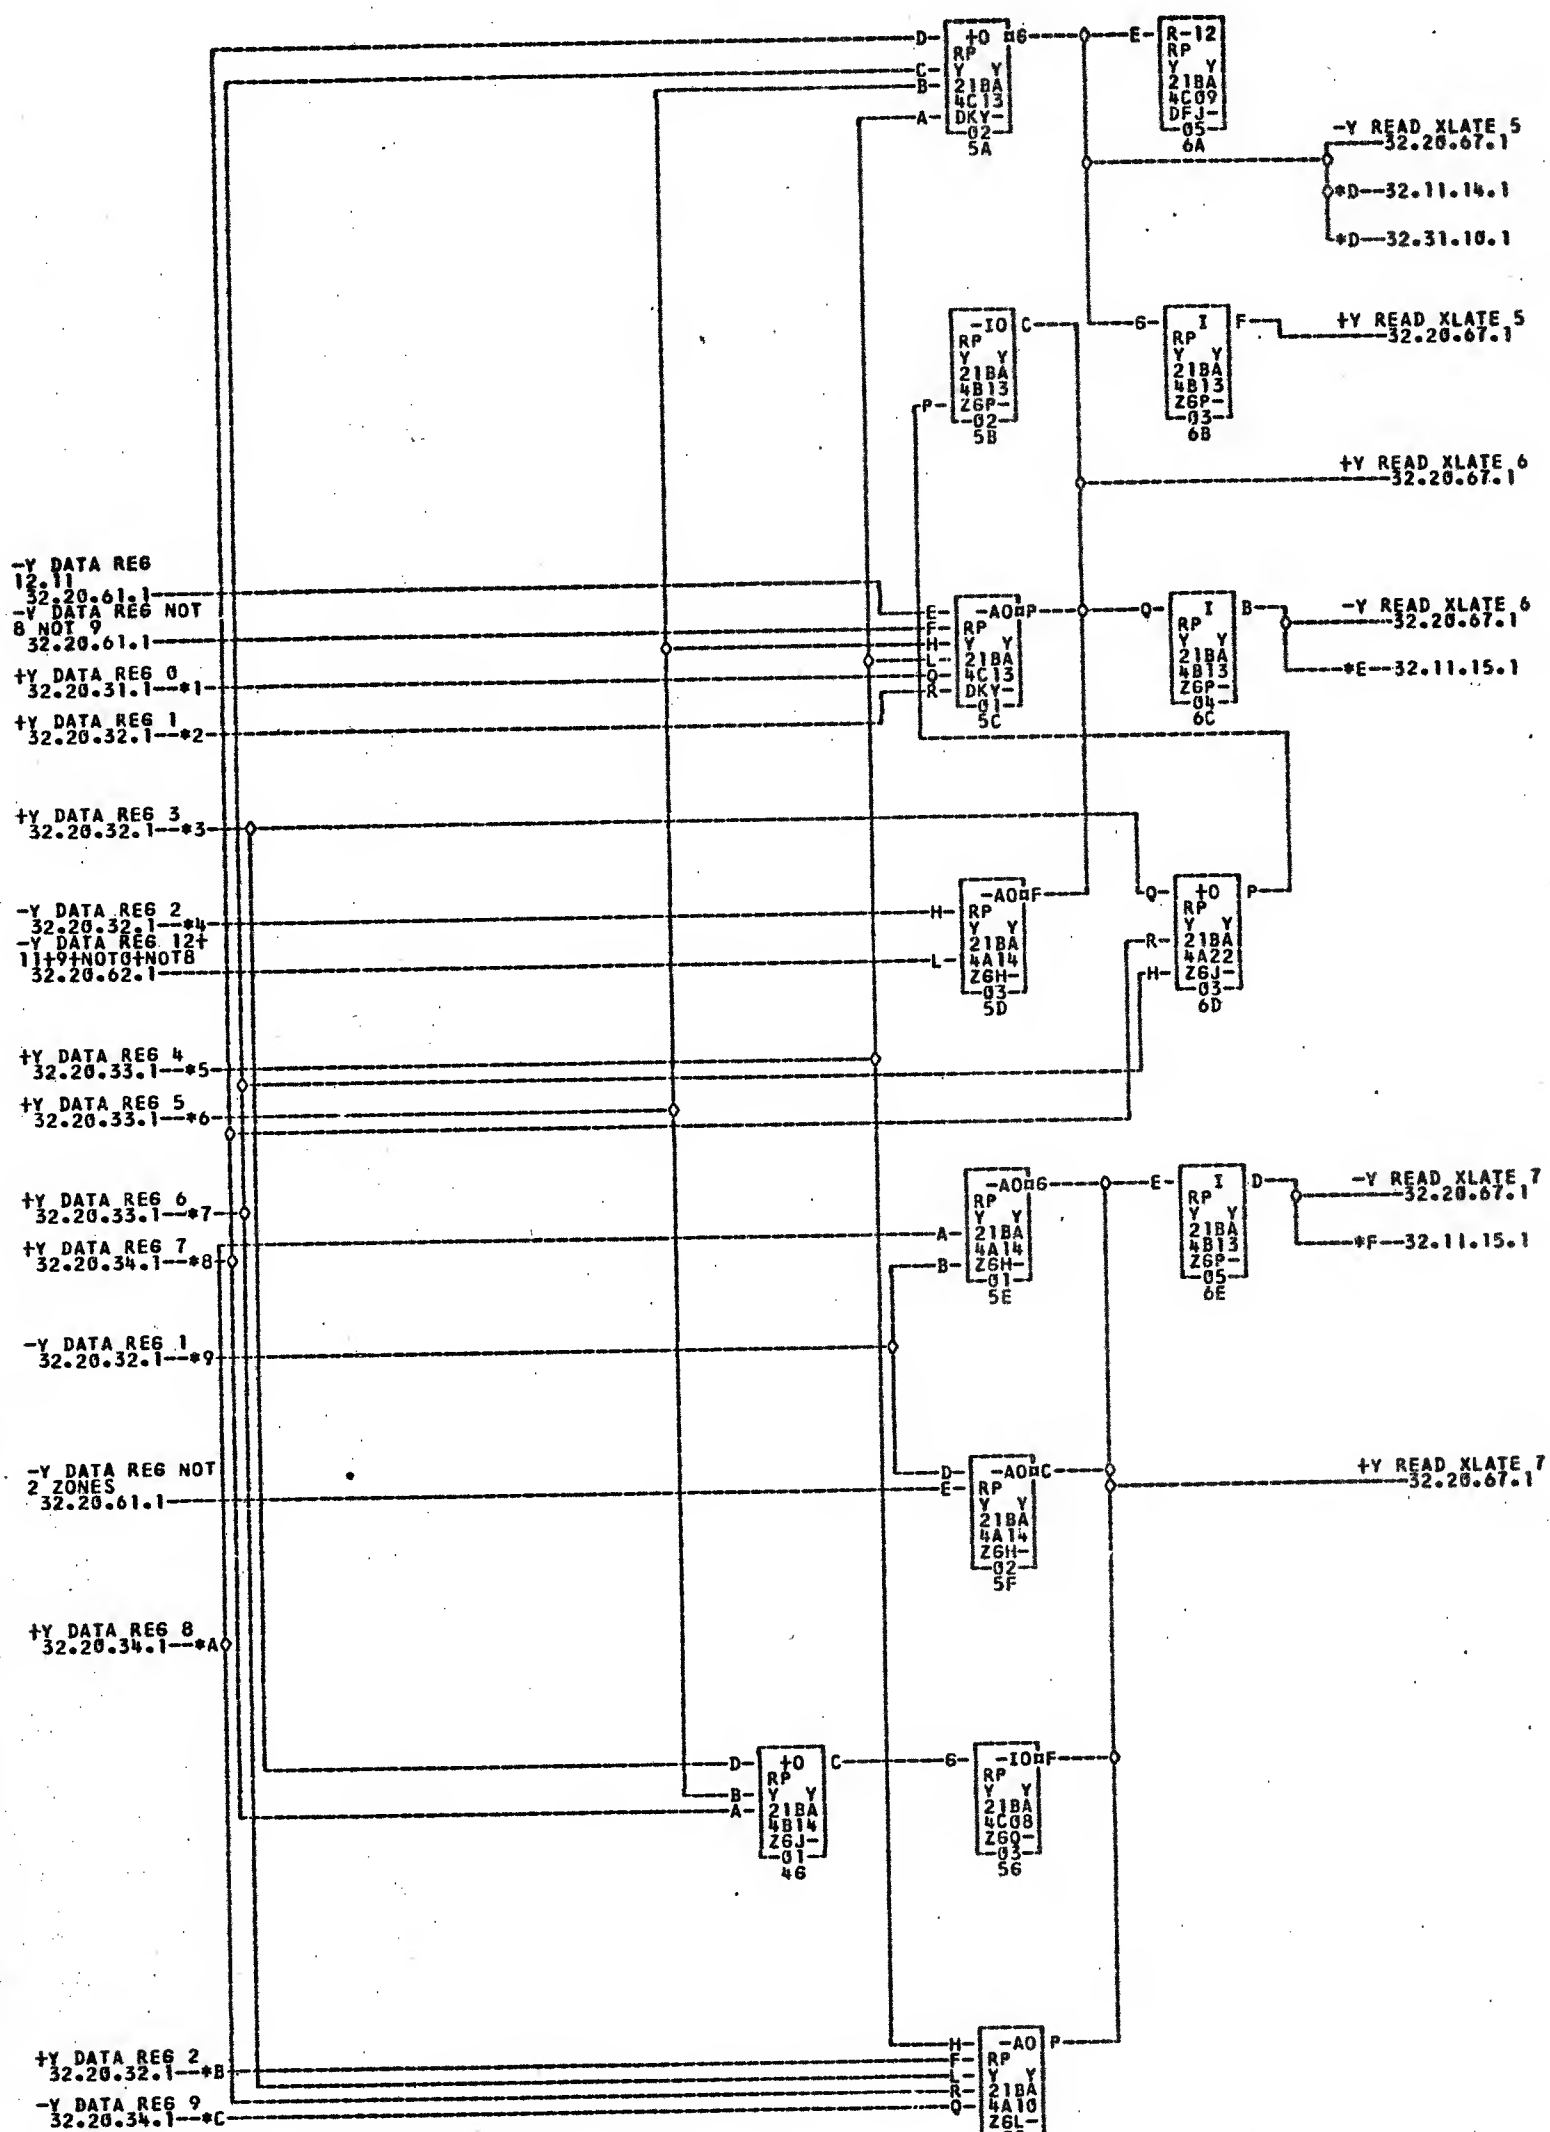 D- +O G E- R-12
RP RP
C- Y Y Y Y
B- 21BA 21BA
4C13 4C09
A- DKY- DFJ-
02 05
5A 6A
-Y READ XLATE 5
32.20.67.1
*D--32.11.14.1
*D--32.31.10.1
-IO C G- I F
RP RP
Y Y Y Y
21BA 21BA
4B13 4B13
P- Z6P- Z6P-
02 03
5B 6B
+Y READ XLATE 5
32.20.67.1
+Y READ XLATE 6
32.20.67.1
-Y DATA REG
12.11
32.20.61.1
-Y DATA REG NOT
8 NOT 9
32.20.61.1
+Y DATA REG 0
32.20.31.1--*1
+Y DATA REG 1
32.20.32.1--*2
E- -AO P Q- I B
F- RP RP
H- Y Y Y Y
L- 21BA 21BA
Q- 4C13 4B13
R- DKY- Z6P-
01 04
5C 6C
-Y READ XLATE 6
32.20.67.1
*E--32.11.15.1
+Y DATA REG 3
32.20.32.1--*3
-Y DATA REG 2
32.20.32.1--*4
-Y DATA REG 12+
11+9+NOT0+NOT8
32.20.62.1
-AO F Q- +O P
H- RP RP
Y Y Y Y
21BA R- 21BA
L- 4A14 4A22
Z6H- H- Z6J-
03 03
5D 6D
+Y DATA REG 4
32.20.33.1--*5
+Y DATA REG 5
32.20.33.1--*6
+Y DATA REG 6
32.20.33.1--*7
+Y DATA REG 7
32.20.34.1--*8
-AO G E- I D
RP RP
Y Y Y Y
A- 21BA 21BA
4A14 4B13
B- Z6H- Z6P-
01 05
5E 6E
-Y READ XLATE 7
32.20.67.1
*F--32.11.15.1
-Y DATA REG 1
32.20.32.1--*9
-Y DATA REG NOT
2 ZONES
32.20.61.1
D- -AO C
E- RP
Y Y
21BA
4A14
Z6H-
02
5F
+Y READ XLATE 7
32.20.67.1
+Y DATA REG 8
32.20.34.1--*A
D- +O C G- -IO F
RP RP
B- Y Y Y Y
A- 21BA 21BA
4B14 4C08
Z6J- Z6Q-
01 03
4G 5G
+Y DATA REG 2
32.20.32.1--*B
-Y DATA REG 9
32.20.34.1--*C
H- -AO P
F- RP
L- Y Y
R- 21BA
Q- 4A10
Z6L-